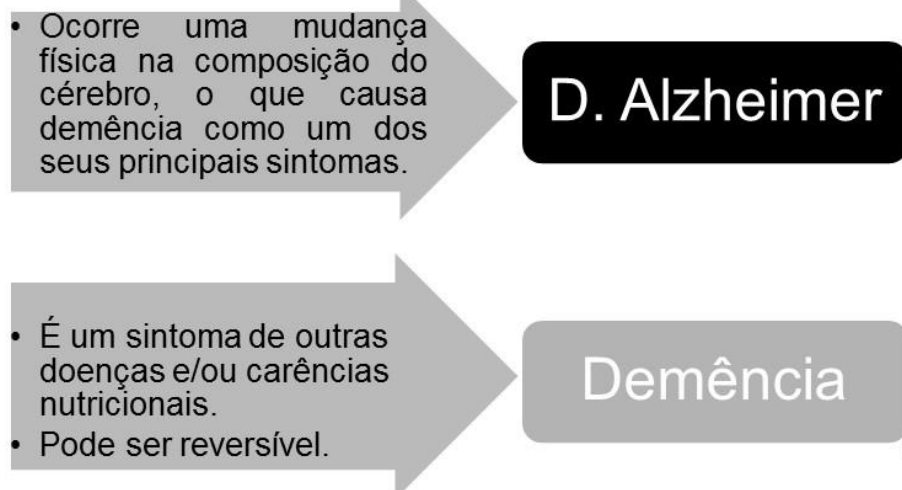 • Ocorre uma mudança
física na composição do
cérebro, o que causa
demência como um dos
seus principais sintomas.
D. Alzheimer
• É um sintoma de outras
doenças e/ou carências
nutricionais.
• Pode ser reversível.
Demência